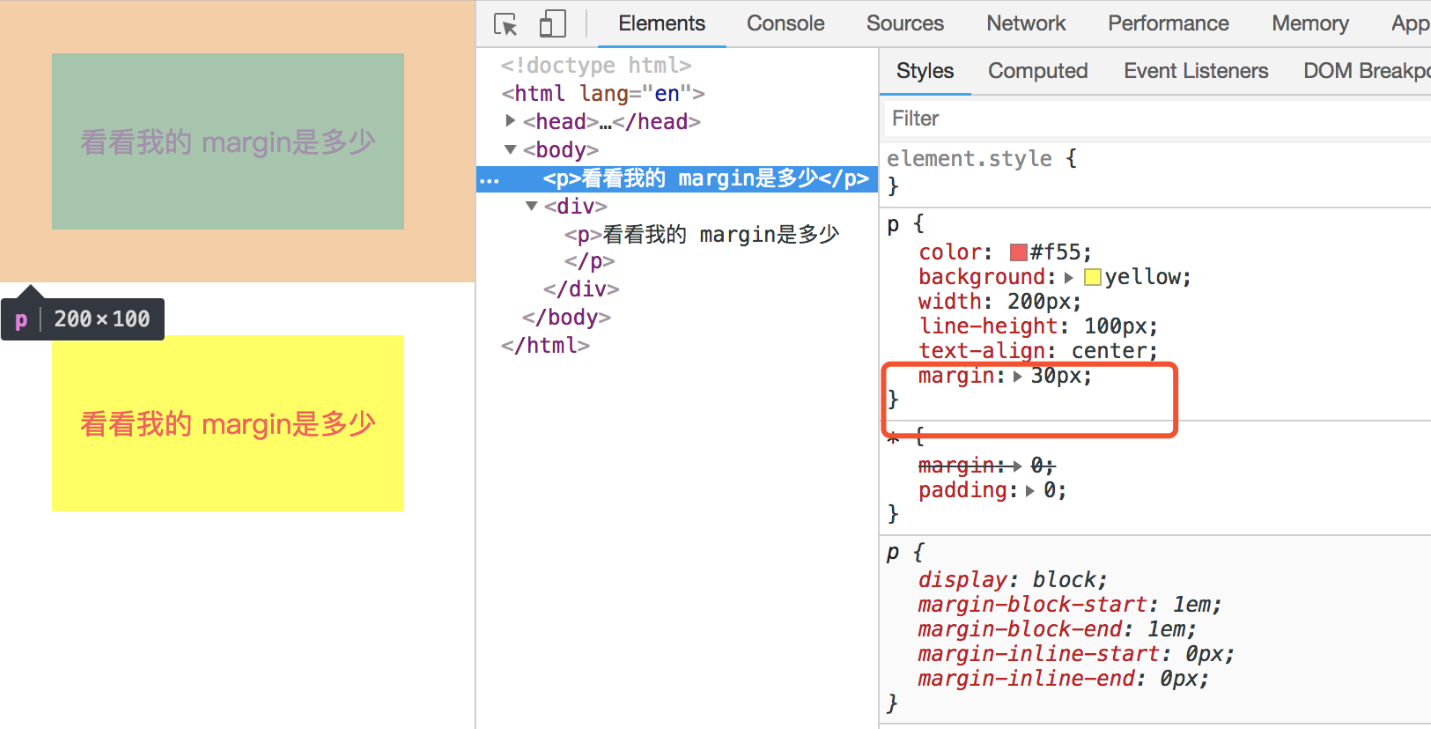 看看我的 margin是多少
p 200×100
看看我的 margin是多少
Elements Console Sources Network Performance Memory App
<!doctype html>
<html lang="en">
<head>…</head>
<body>
... <p>看看我的 margin是多少</p>
<div>
<p>看看我的 margin是多少
</p>
</div>
</body>
</html>
Styles Computed Event Listeners DOM Breakpo
Filter
element.style {
}
p {
color: #f55;
background: yellow;
width: 200px;
line-height: 100px;
text-align: center;
margin: 30px;
}
* {
margin: 0;
padding: 0;
}
p {
display: block;
margin-block-start: 1em;
margin-block-end: 1em;
margin-inline-start: 0px;
margin-inline-end: 0px;
}